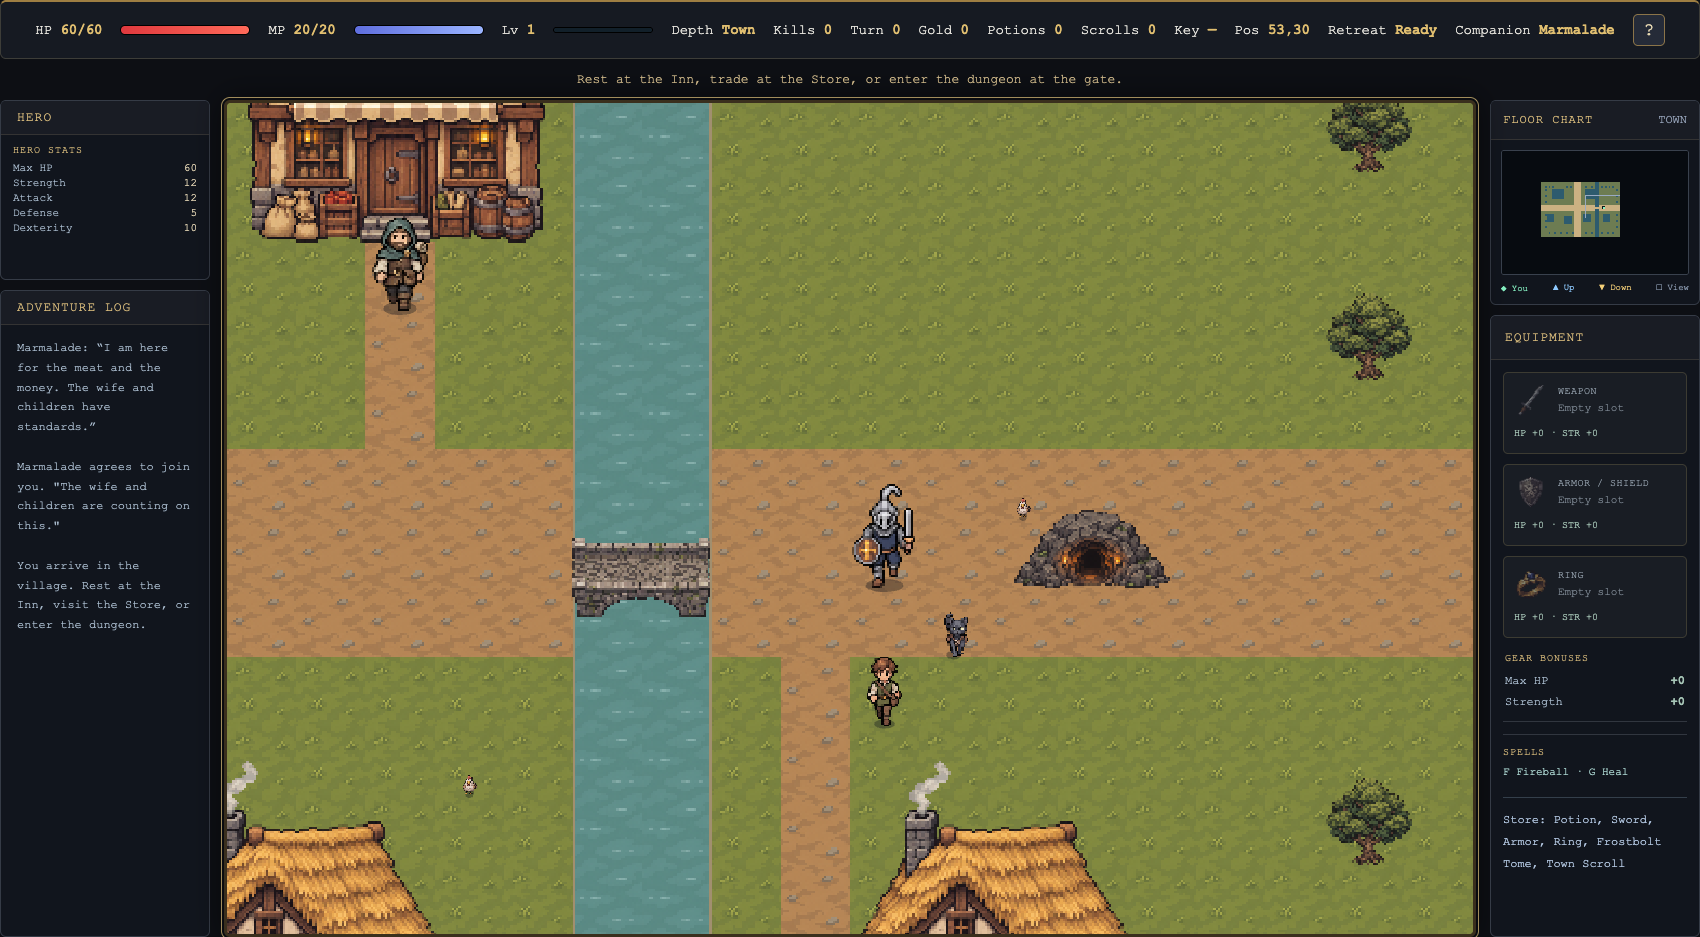 HP 60/60 MP 20/20 Lv 1 Depth Town Kills 0 Turn 0 Gold 0 Potions 0 Scrolls 0 Key — Pos 53,30 Retreat Ready Companion Marmalade ?
Rest at the Inn, trade at the Store, or enter the dungeon at the gate.
HERO
HERO STATS
Max HP 60
Strength 12
Attack 12
Defense 5
Dexterity 10
ADVENTURE LOG
Marmalade: “I am here
for the meat and the
money. The wife and
children have
standards.”
Marmalade agrees to join
you. "The wife and
children are counting on
this."
You arrive in the
village. Rest at the
Inn, visit the Store, or
enter the dungeon.
FLOOR CHART TOWN
◆ You ▲ Up ▼ Down □ View
EQUIPMENT
WEAPON
Empty slot
HP +0 · STR +0
ARMOR / SHIELD
Empty slot
HP +0 · STR +0
RING
Empty slot
HP +0 · STR +0
GEAR BONUSES
Max HP +0
Strength +0
SPELLS
F Fireball · G Heal
Store: Potion, Sword,
Armor, Ring, Frostbolt
Tome, Town Scroll